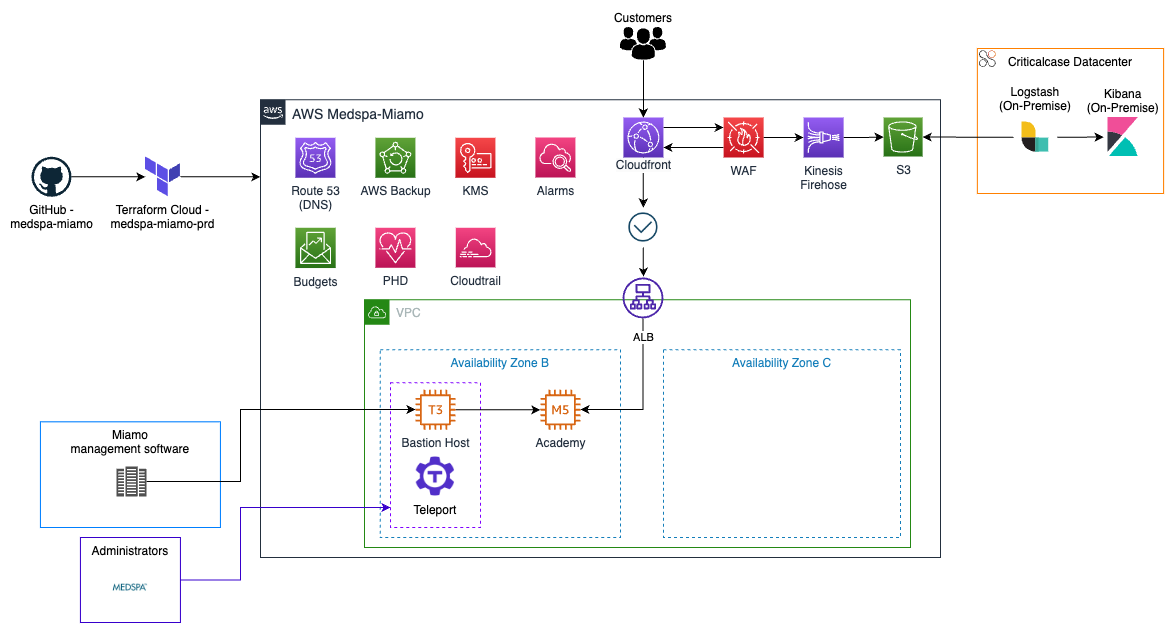 Customers
Criticalcase Datacenter
Logstash
(On-Premise)
Kibana
(On-Premise)
aws
AWS Medspa-Miamo
53
Route 53
(DNS)
AWS Backup
KMS
Alarms
Cloudfront
WAF
Kinesis
Firehose
S3
GitHub -
medspa-miamo
Terraform Cloud -
medspa-miamo-prd
Budgets
PHD
Cloudtrail
VPC
ALB
Availability Zone B
Availability Zone C
T3
Bastion Host
M5
Academy
T
Teleport
Miamo
management software
Administrators
MEDSPA